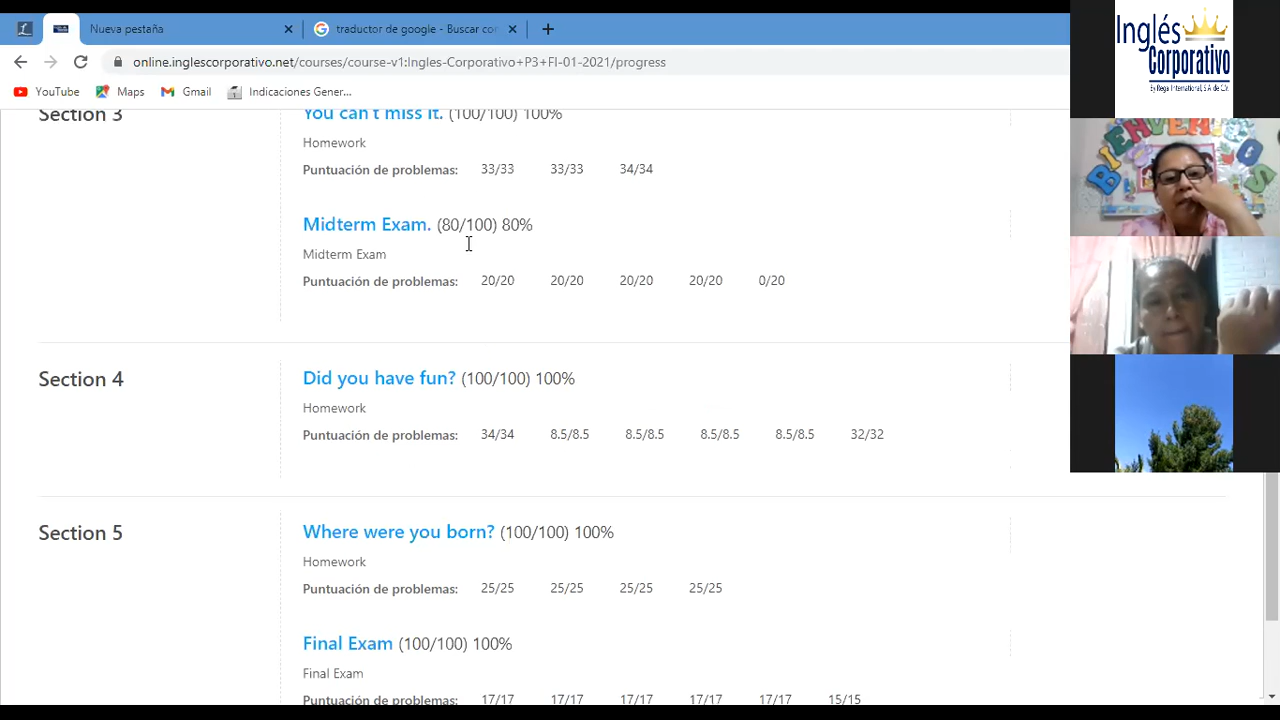 Nueva pestaña
traductor de google - Buscar co
online.inglescorporativo.net/courses/course-v1:Ingles-Corporativo+P3+FI-01-2021/progress
YouTube Maps Gmail Indicaciones Gener...
Inglés
Corporativo
By Rega International, S.A. de C.V.
BIENVENIDOS
Section 3
You can't miss it. (100/100) 100%
Homework
Puntuación de problemas: 33/33 33/33 34/34
Midterm Exam. (80/100) 80%
Midterm Exam
Puntuación de problemas: 20/20 20/20 20/20 20/20 0/20
Section 4
Did you have fun? (100/100) 100%
Homework
Puntuación de problemas: 34/34 8.5/8.5 8.5/8.5 8.5/8.5 8.5/8.5 32/32
Section 5
Where were you born? (100/100) 100%
Homework
Puntuación de problemas: 25/25 25/25 25/25 25/25
Final Exam (100/100) 100%
Final Exam
Puntuación de problemas: 17/17 17/17 17/17 17/17 17/17 15/15